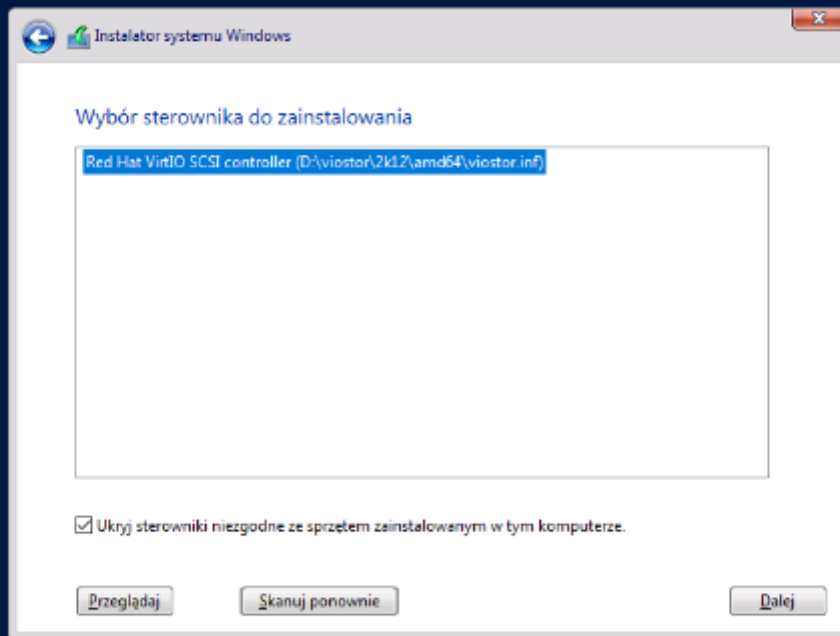 Instalator systemu Windows
Wybór sterownika do zainstalowania
Red Hat VirtIO SCSI controller (D:\viostor\2k12\amd64\viostor.inf)
Ukryj sterowniki niezgodne ze sprzętem zainstalowanym w tym komputerze.
Przeglądaj
Skanuj ponownie
Dalej